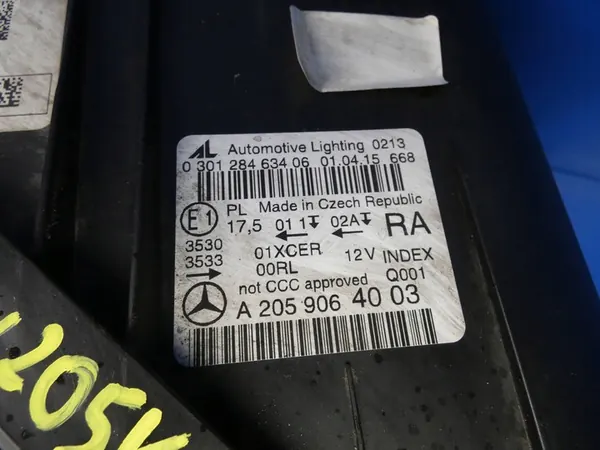 AL Automotive Lighting 0213
0 301 284 634 06 01.04.15 668
E1 PL Made in Czech Republic
17,5 01 1 02A RA
3530 01XCER 12V INDEX
3533 00RL Q001
not CCC approved
A 205 906 40 03
205